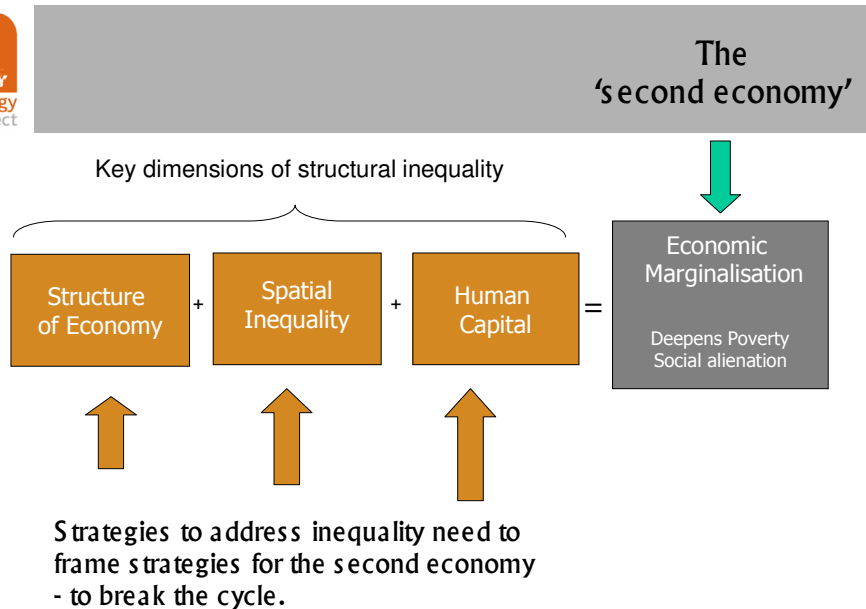 The
'second economy'
Key dimensions of structural inequality
Structure
of Economy
+
Spatial
Inequality
+
Human
Capital
=
Economic
Marginalisation
Deepens Poverty
Social alienation
Strategies to address inequality need to
frame strategies for the second economy
- to break the cycle.